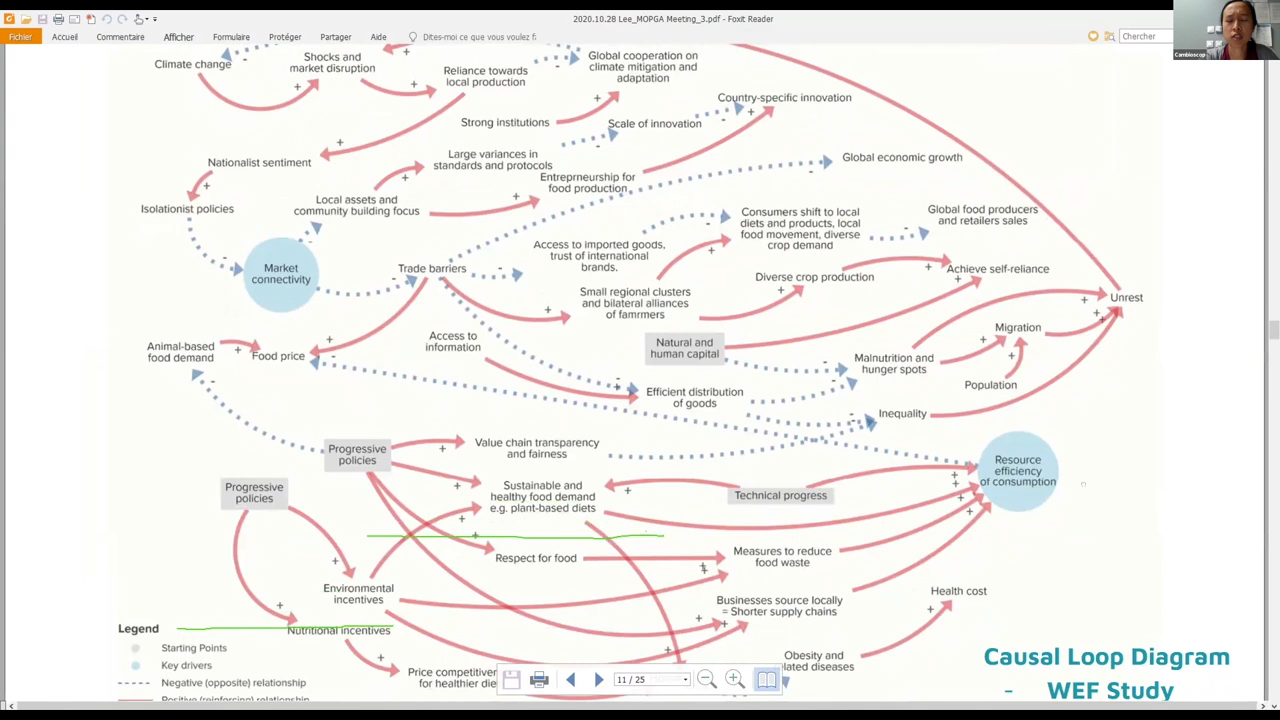 2020.10.28 Lee_MOPGA Meeting_3.pdf - Foxit Reader
Fichier
Accueil
Commentaire
Afficher
Formulaire
Protéger
Partager
Aide
Dites-moi ce que vous voulez fi
Chercher
Cambioscop
Climate change
Shocks and
market disruption
Reliance towards
local production
Global cooperation on
climate mitigation and
adaptation
Country-specific innovation
Strong institutions
Scale of innovation
Nationalist sentiment
Large variances in
standards and protocols
Global economic growth
Entreprneurship for
food production
Isolationist policies
Local assets and
community building focus
Consumers shift to local
diets and products, local
food movement, diverse
crop demand
Global food producers
and retailers sales
Market
connectivity
Trade barriers
Access to imported goods,
trust of international
brands.
Achieve self-reliance
Diverse crop production
Small regional clusters
and bilateral alliances
of fammrmers
Unrest
Migration
Animal-based
food demand
Food price
Access to
information
Natural and
human capital
Malnutrition and
hunger spots
Population
Efficient distribution
of goods
Inequality
Progressive
policies
Value chain transparency
and fairness
Resource
efficiency
of consumption
Progressive
policies
Sustainable and
healthy food demand
e.g. plant-based diets
Technical progress
Respect for food
Measures to reduce
food waste
Environmental
incentives
Businesses source locally
= Shorter supply chains
Health cost
Nutritional incentives
Legend
Starting Points
Key drivers
Negative (opposite) relationship
Positive (reinforcing) relationship
Price competitiv
for healthier die
Obesity and
lated diseases
11 / 25
Causal Loop Diagram
- WEF Study